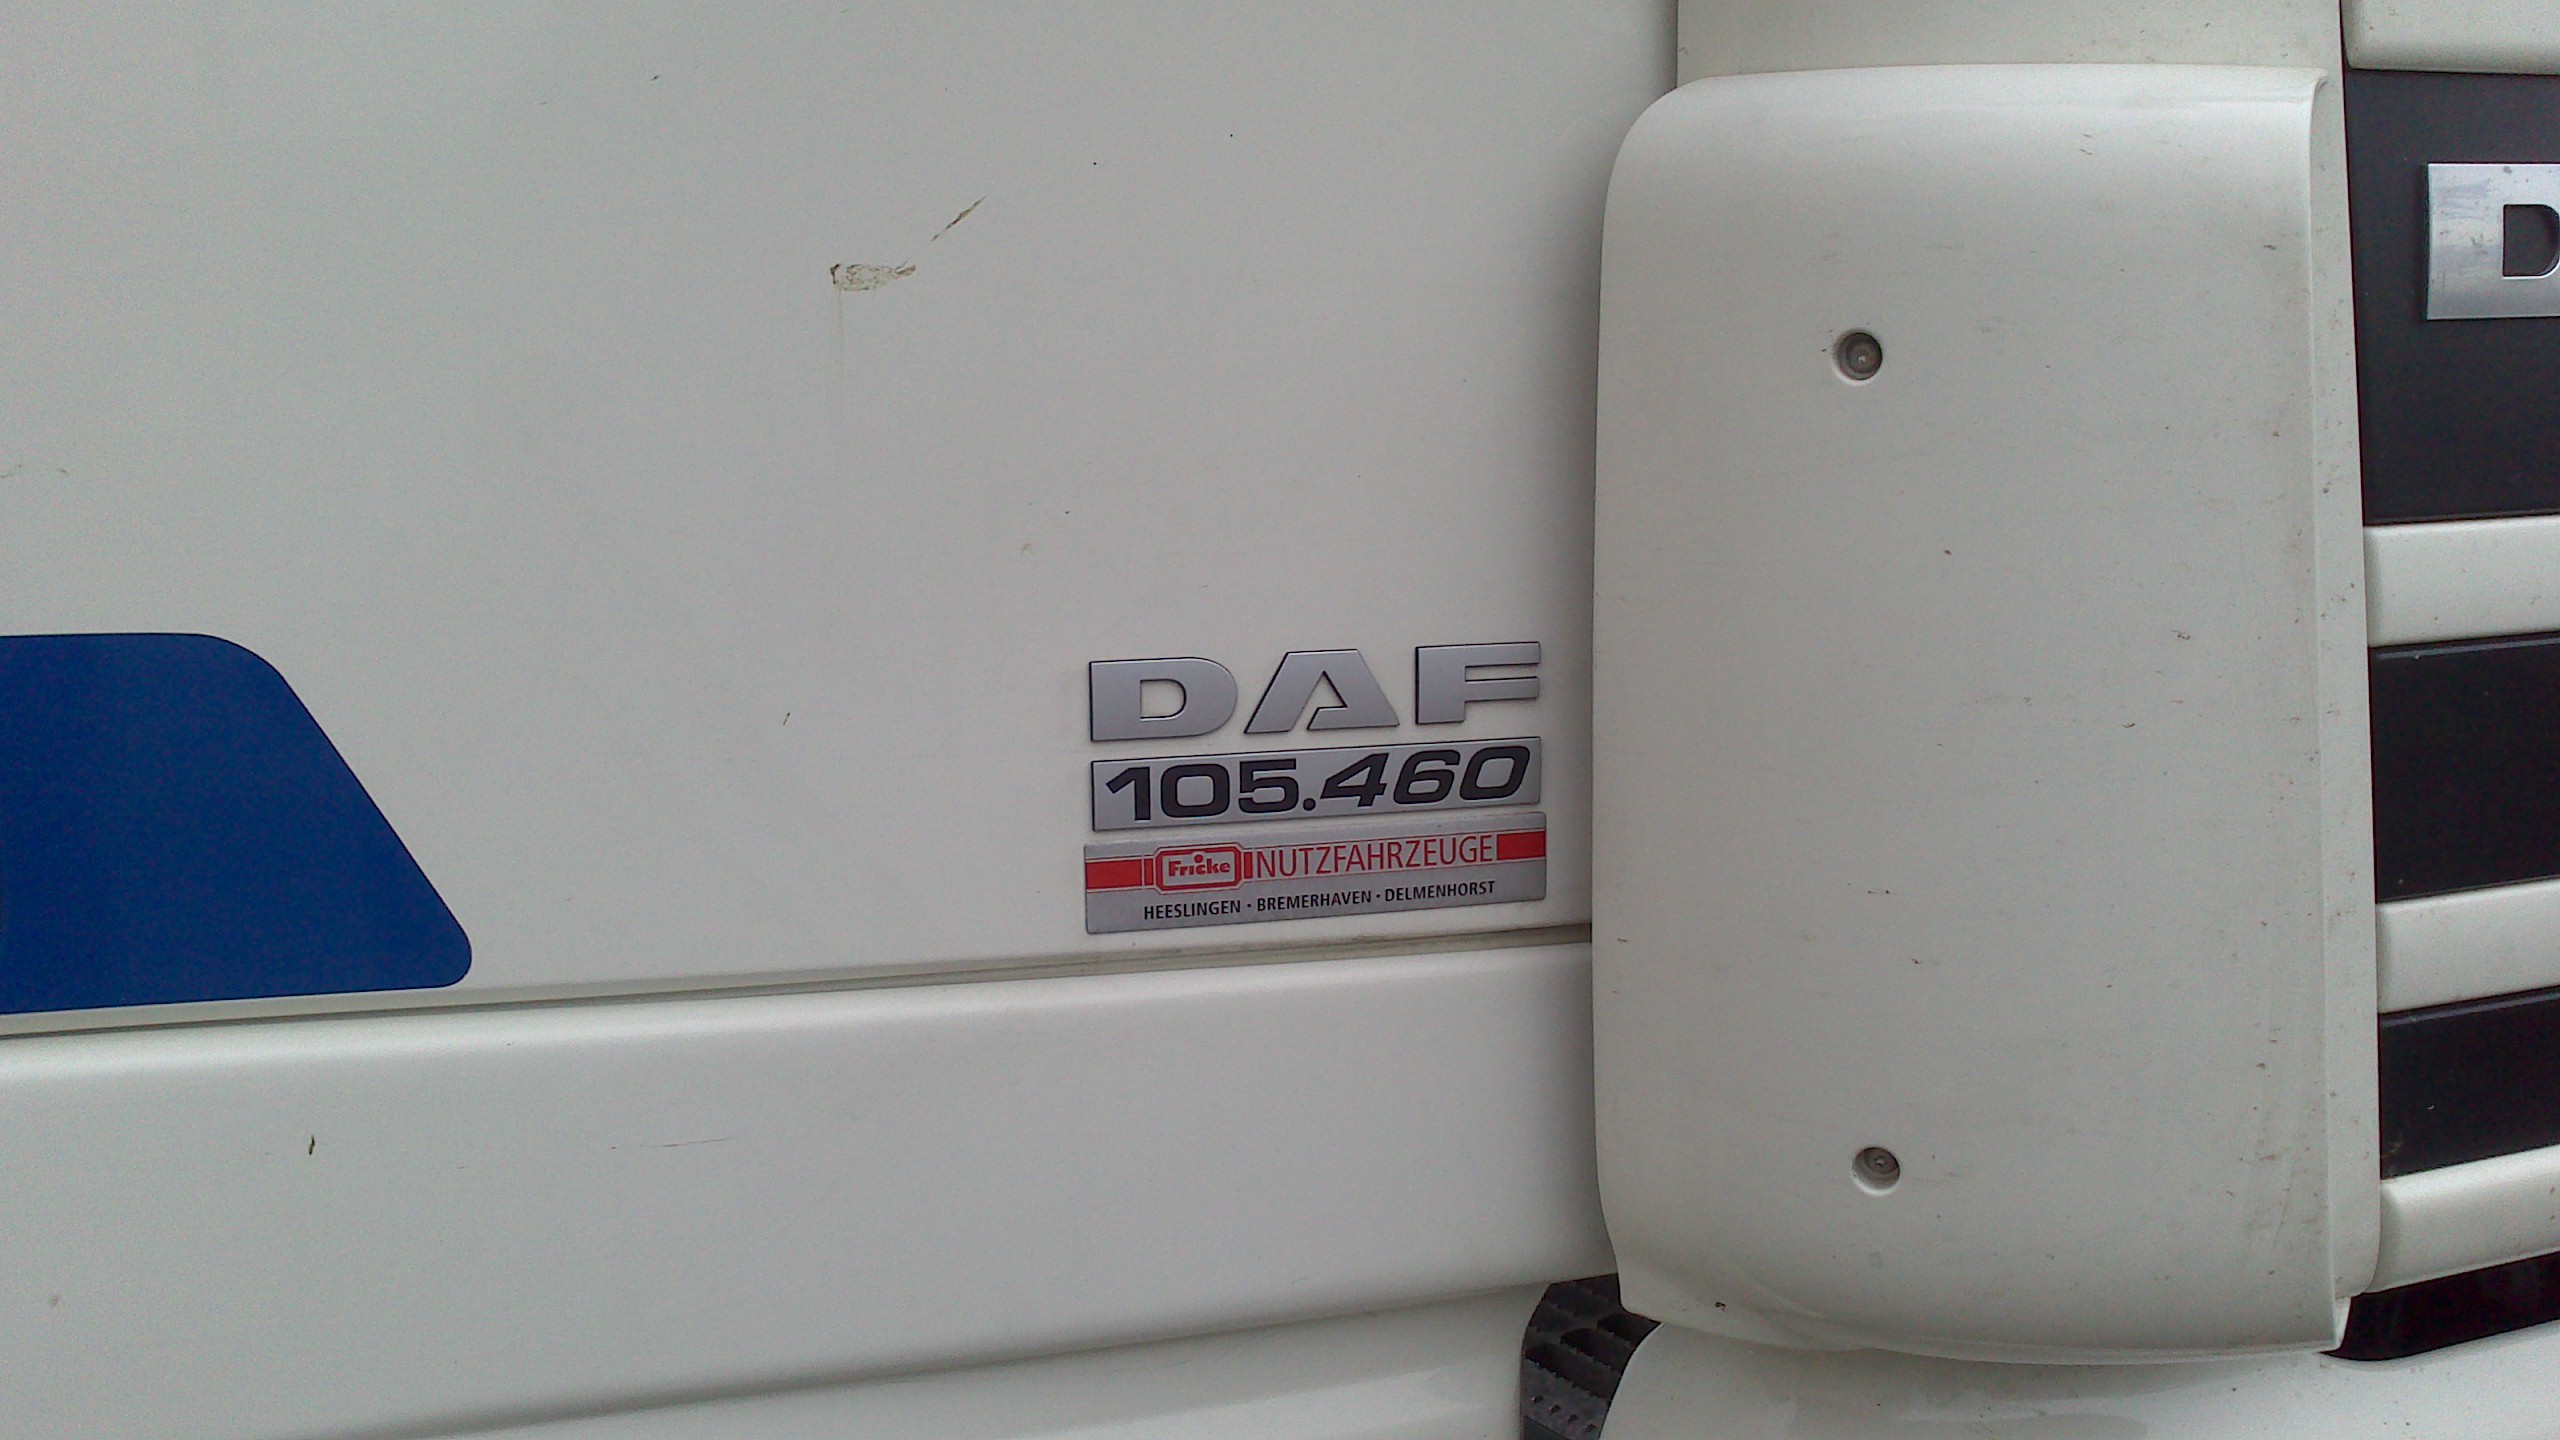 DAF
105.460
Fricke NUTZFAHRZEUGE
HEESLINGEN · BREMERHAVEN · DELMENHORST
D